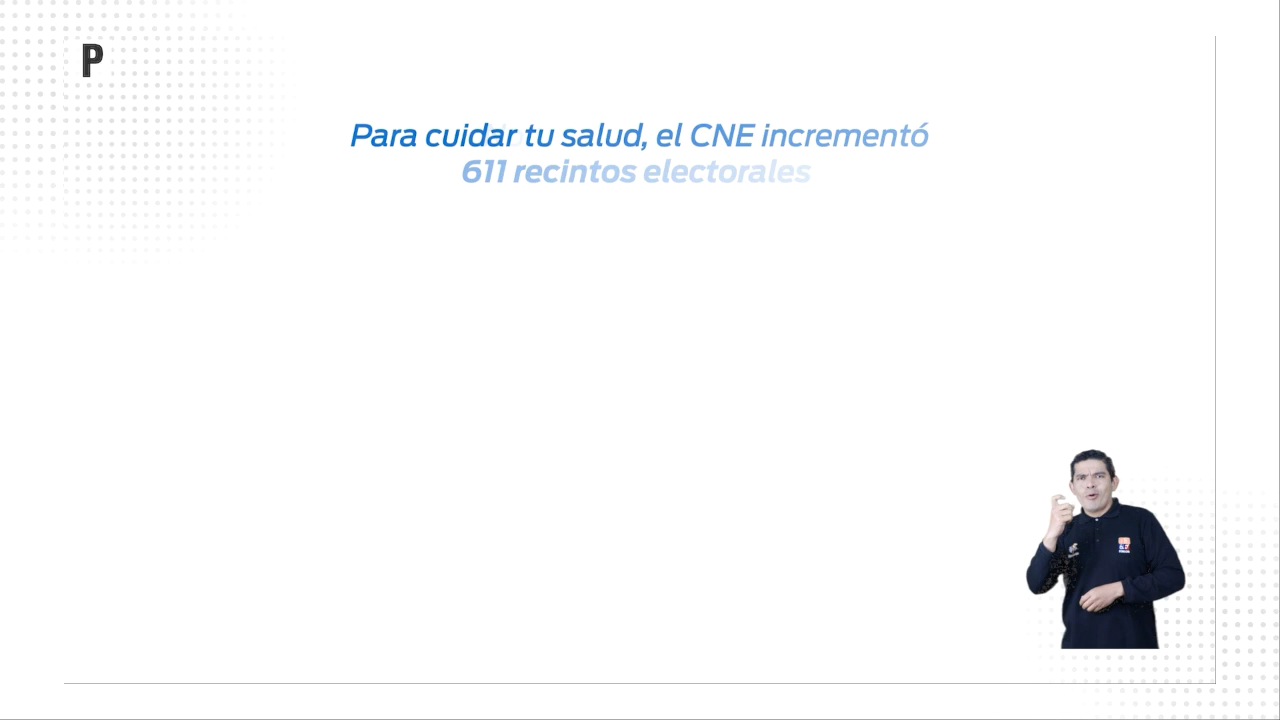 P
Para cuidar tu salud, el CNE incrementó
611 recintos electorales